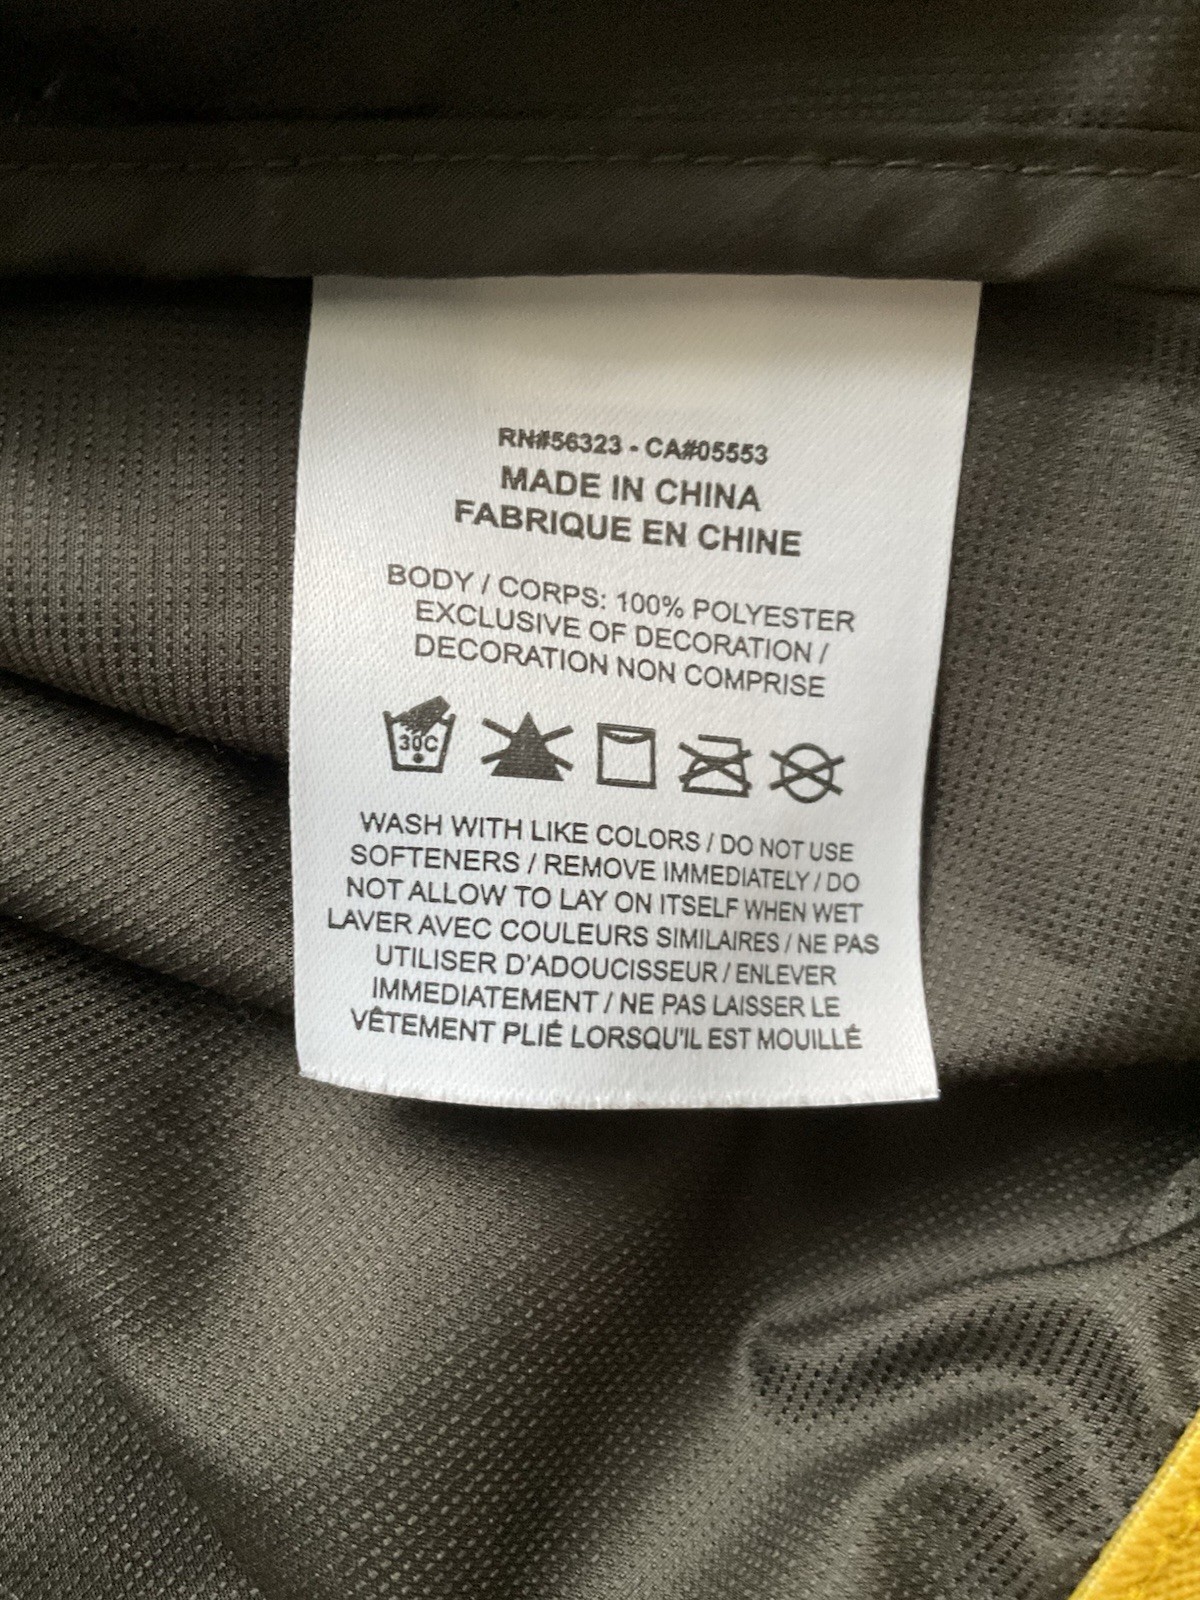 RN#56323 - CA#05553
MADE IN CHINA
FABRIQUE EN CHINE
BODY / CORPS: 100% POLYESTER
EXCLUSIVE OF DECORATION /
DECORATION NON COMPRISE
30C
WASH WITH LIKE COLORS / DO NOT USE
SOFTENERS / REMOVE IMMEDIATELY / DO
NOT ALLOW TO LAY ON ITSELF WHEN WET
LAVER AVEC COULEURS SIMILAIRES / NE PAS
UTILISER D'ADOUCISSEUR / ENLEVER
IMMEDIATEMENT / NE PAS LAISSER LE
VÊTEMENT PLIÉ LORSQU'IL EST MOUILLÉ